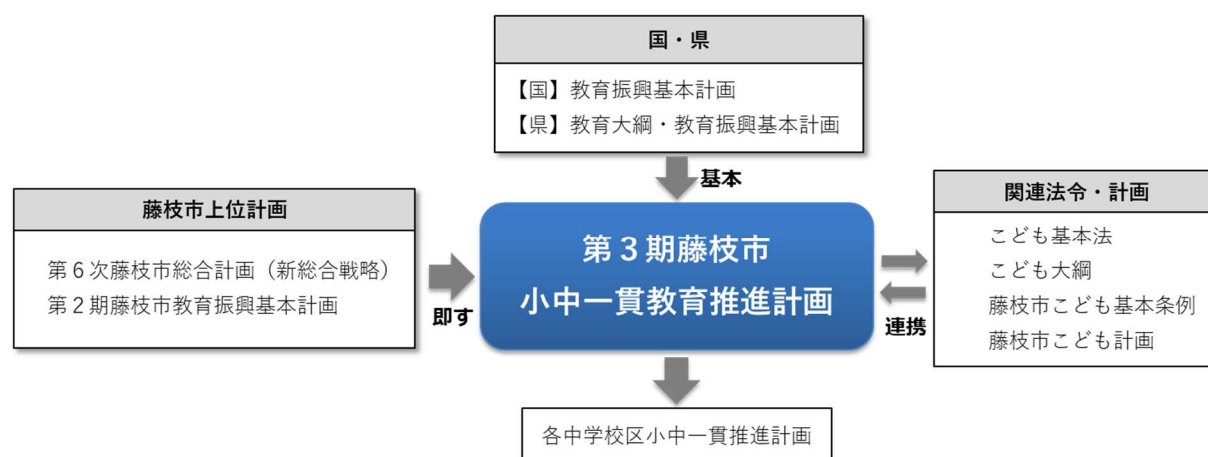 国・県
【国】教育振興基本計画
【県】教育大綱・教育振興基本計画
基本
藤枝市上位計画
第6次藤枝市総合計画（新総合戦略）
第2期藤枝市教育振興基本計画
即す
第3期藤枝市
小中一貫教育推進計画
関連法令・計画
こども基本法
こども大綱
藤枝市こども基本条例
藤枝市こども計画
連携
各中学校区小中一貫推進計画